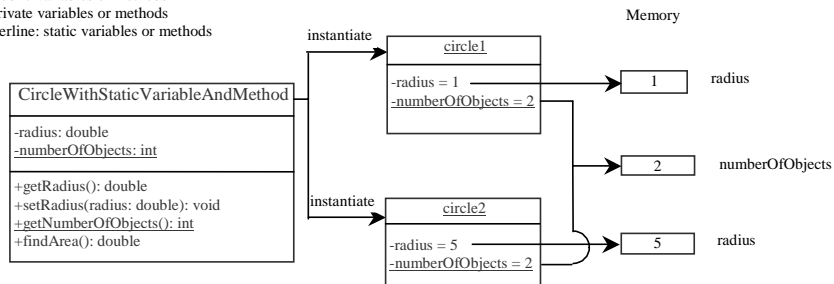 rivate variables or methods
erline: static variables or methods
CircleWithStaticVariableAndMethod
-radius: double
-numberOfObjects: int
+getRadius(): double
+setRadius(radius: double): void
+getNumberOfObjects(): int
+findArea(): double
instantiate
circle1
-radius = 1
-numberOfObjects = 2
instantiate
circle2
-radius = 5
-numberOfObjects = 2
Memory
1
radius
2
numberOfObjects
5
radius